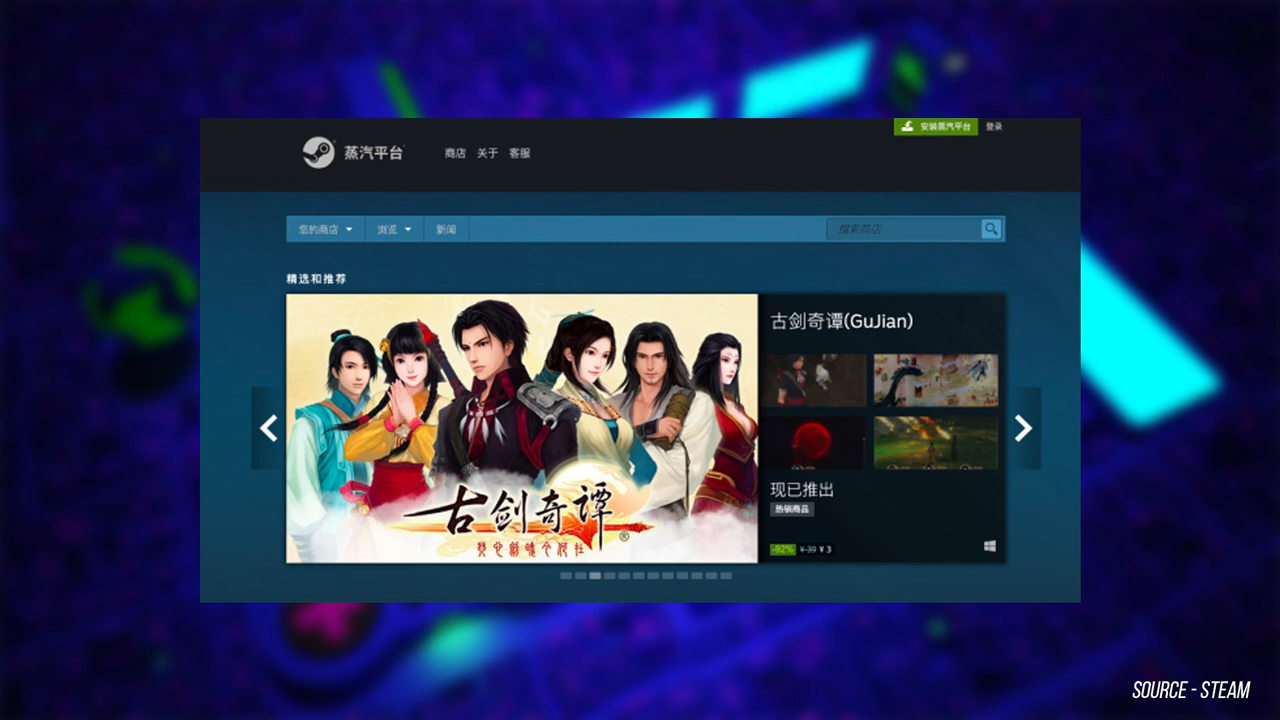 安装蒸汽平台 登录
蒸汽平台 商店 关于 客服
您的商店 浏览 新闻 搜索商店
精选和推荐
古剑奇谭(GuJian)
古剑奇谭
®
现已推出
热销商品
-92% ¥ 39 ¥ 3
SOURCE - STEAM